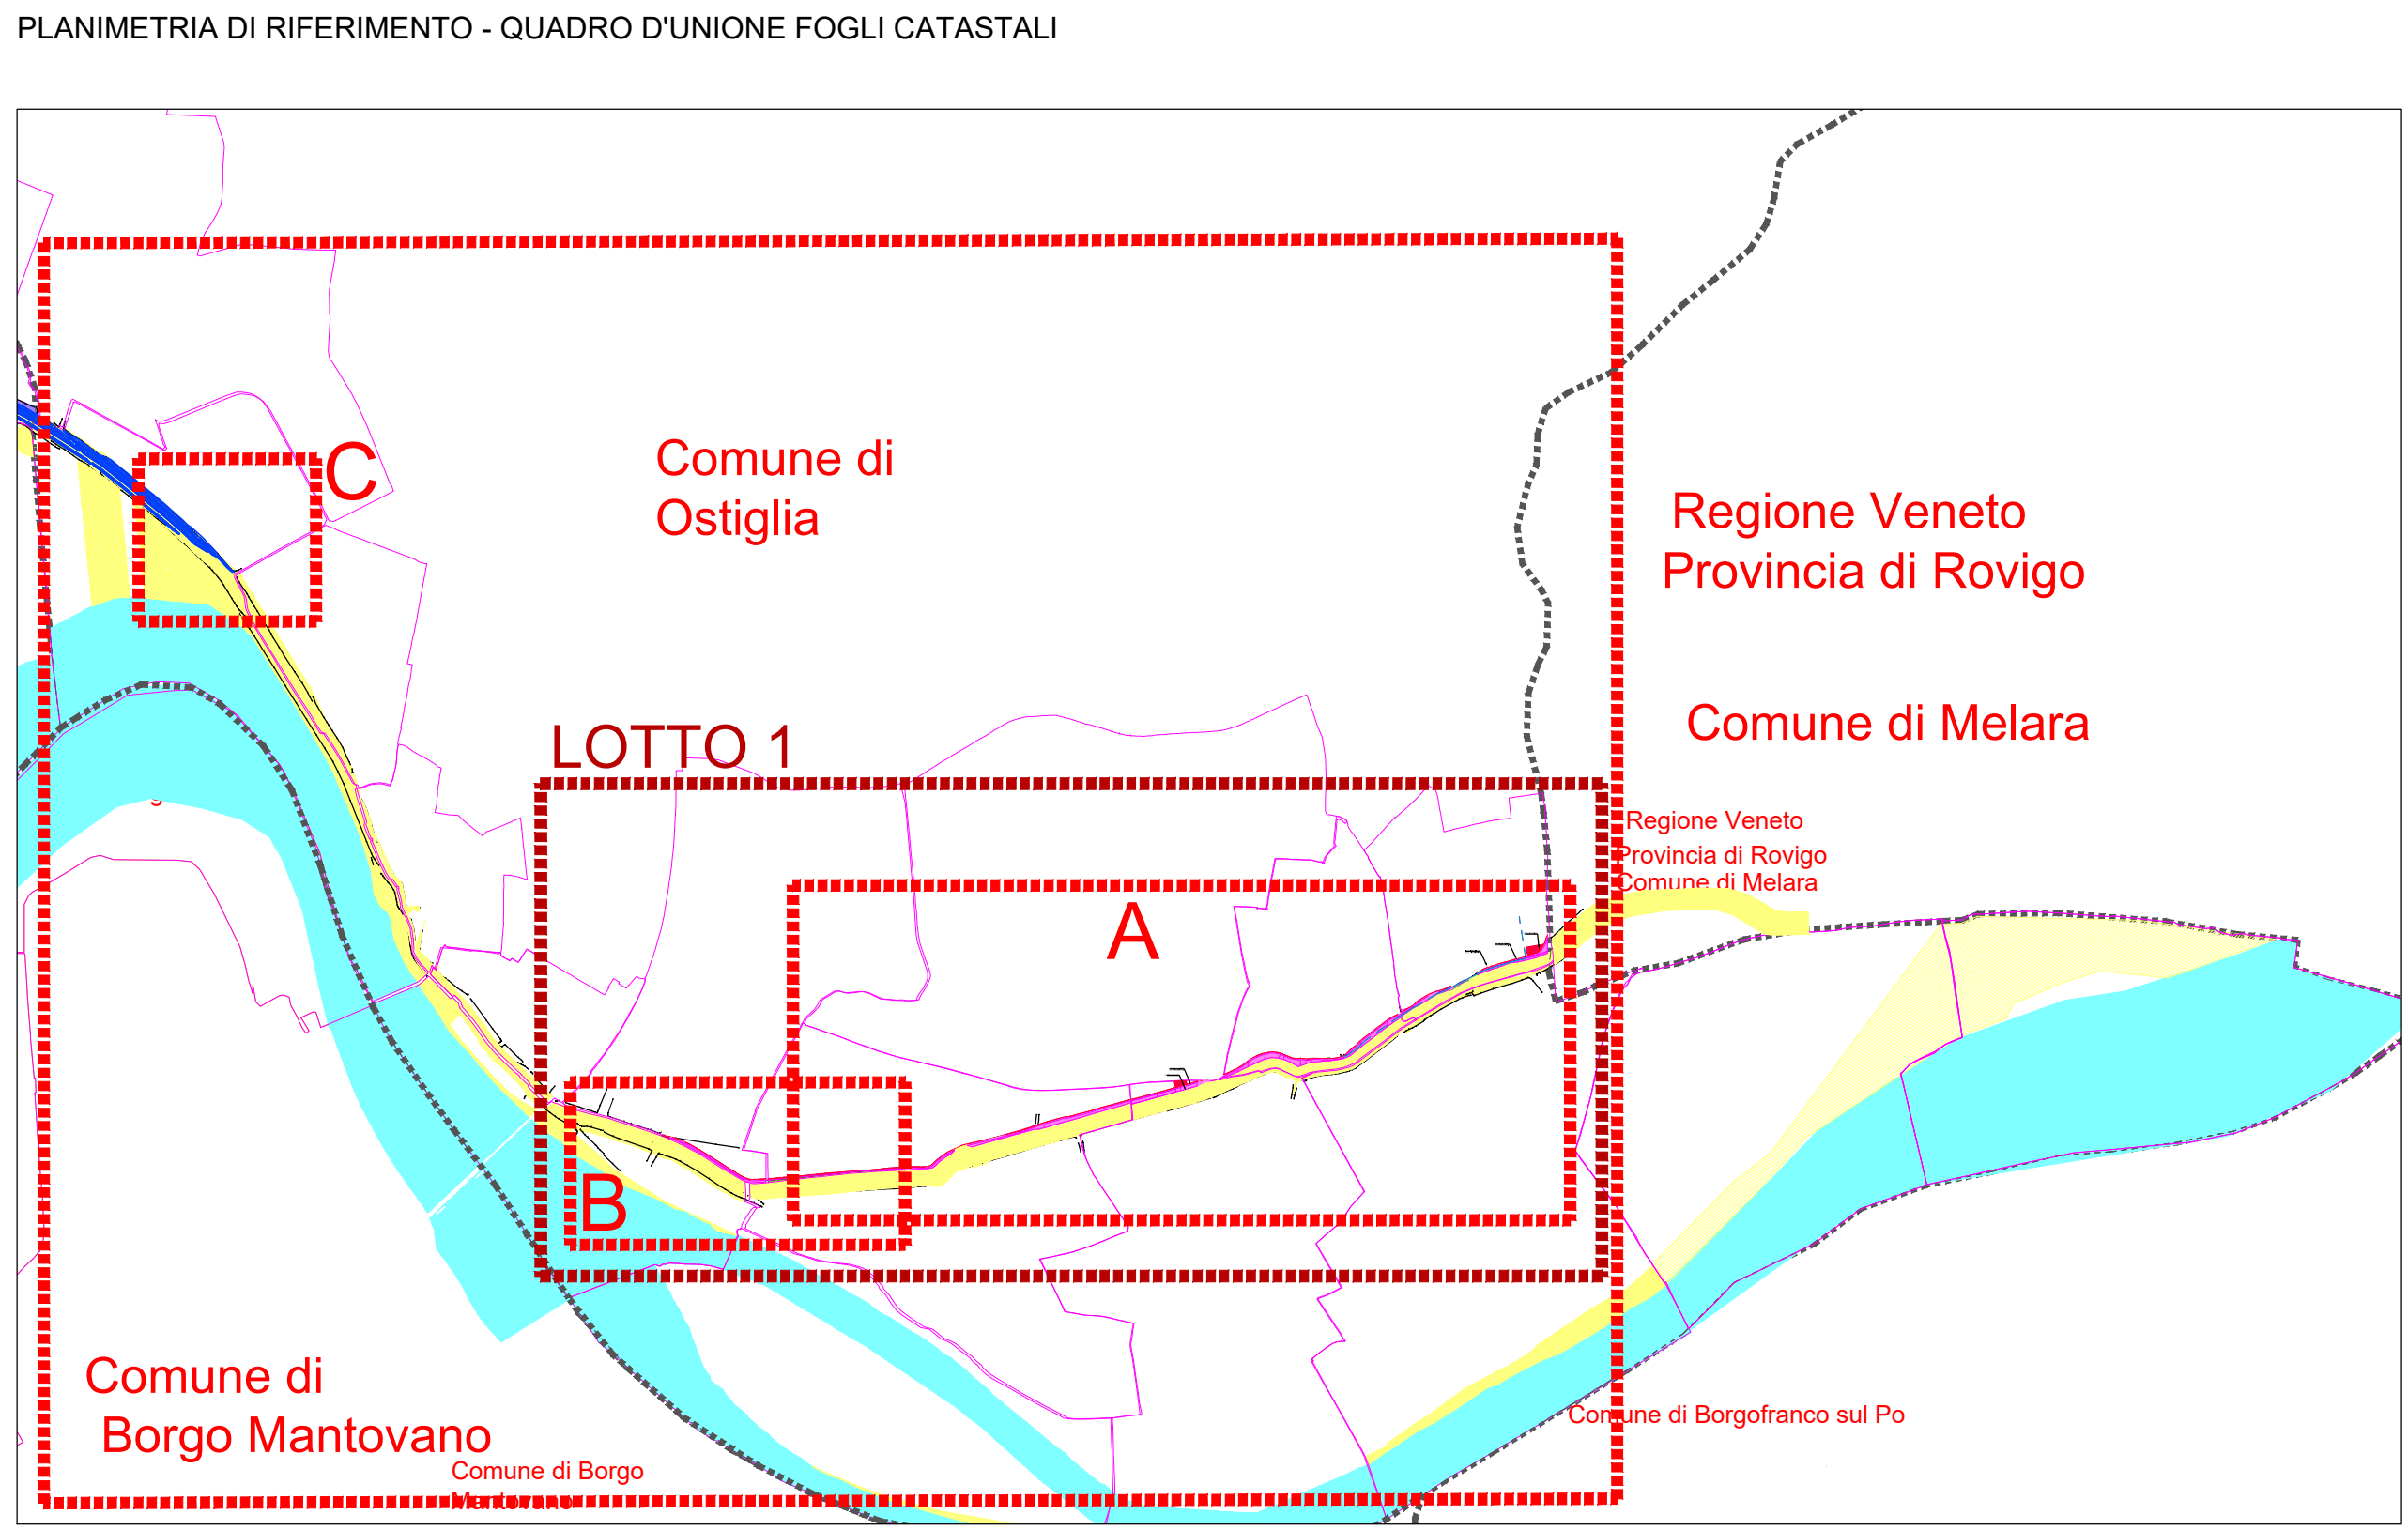 PLANIMETRIA DI RIFERIMENTO - QUADRO D'UNIONE FOGLI CATASTALI
C
Comune di
Ostiglia
Regione Veneto
Provincia di Rovigo
Comune di Melara
LOTTO 1
Regione Veneto
Provincia di Rovigo
Comune di Melara
A
B
Comune di
Borgo Mantovano
Comune di Borgofranco sul Po
Comune di Borgo
Mantovano